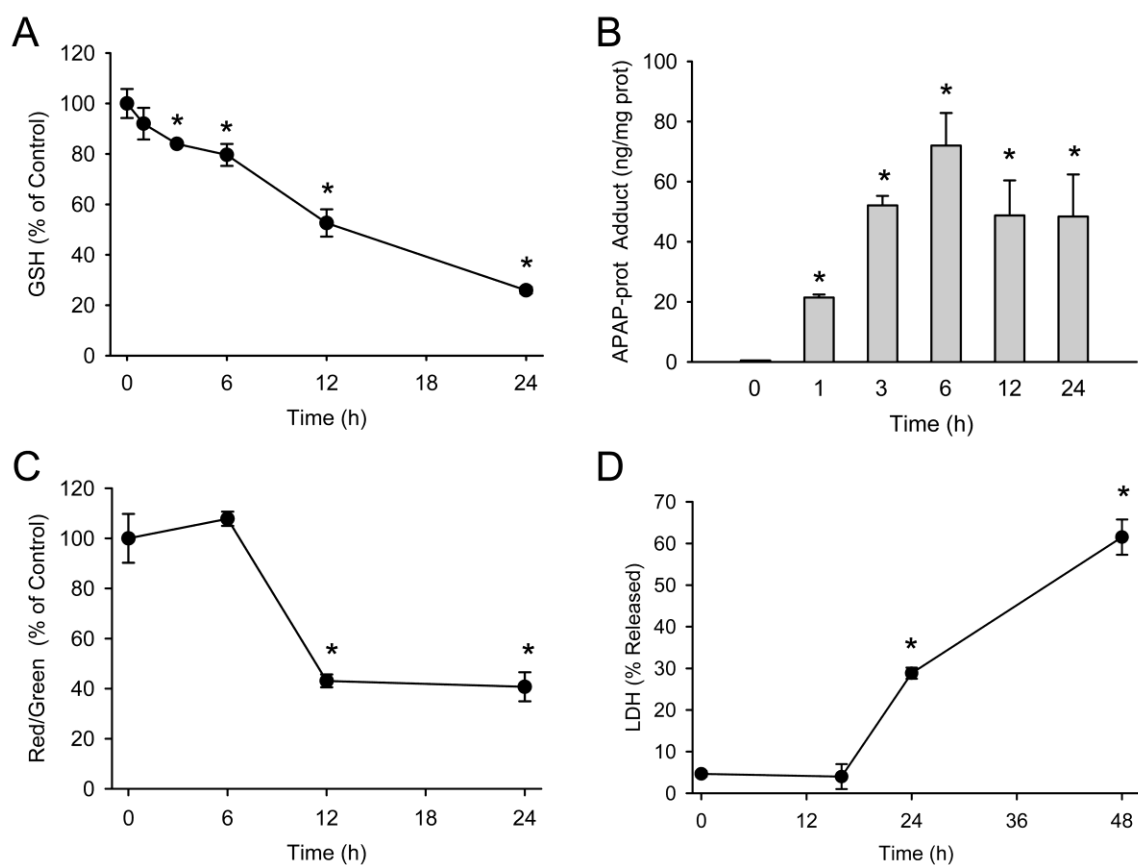 A
GSH (% of Control)
120
100
80
60
40
20
0
*
*
*
*
0 6 12 18 24
Time (h)
B
APAP-prot Adduct (ng/mg prot)
100
80
60
40
20
0
*
*
*
*
*
0 1 3 6 12 24
Time (h)
C
Red/Green (% of Control)
120
100
80
60
40
20
0
*
*
0 6 12 18 24
Time (h)
D
LDH (% Released)
70
60
50
40
30
20
10
0
*
*
0 12 24 36 48
Time (h)